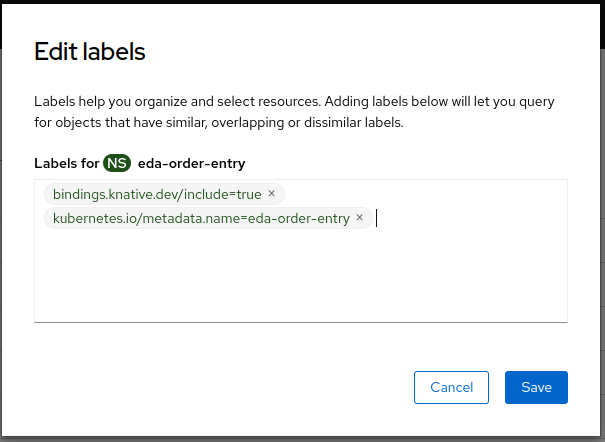 Edit labels
Labels help you organize and select resources. Adding labels below will let you query
for objects that have similar, overlapping or dissimilar labels.
Labels for NS eda-order-entry
bindings.knative.dev/include=true ×
kubernetes.io/metadata.name=eda-order-entry ×
Cancel Save